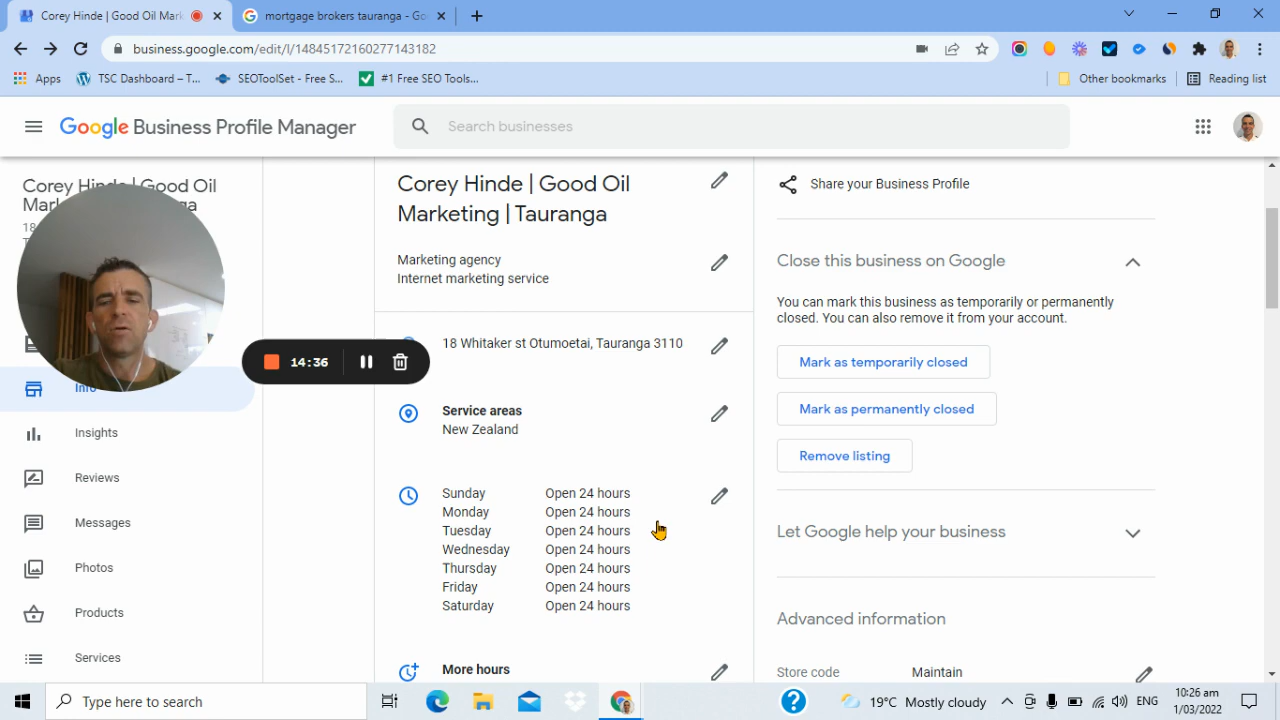 Corey Hinde | Good Oil Mark
mortgage brokers tauranga - Go
business.google.com/edit/l/14845172160277143182
Apps
TSC Dashboard – T...
SEOToolSet - Free S...
#1 Free SEO Tools...
Other bookmarks
Reading list
Google Business Profile Manager
Search businesses
Corey Hinde | Good Oil
18
Info
Insights
Reviews
Messages
Photos
Products
Services
14:36
Corey Hinde | Good Oil
Marketing | Tauranga
Marketing agency
Internet marketing service
18 Whitaker st Otumoetai, Tauranga 3110
Service areas
New Zealand
Sunday Open 24 hours
Monday Open 24 hours
Tuesday Open 24 hours
Wednesday Open 24 hours
Thursday Open 24 hours
Friday Open 24 hours
Saturday Open 24 hours
More hours
Share your Business Profile
Close this business on Google
You can mark this business as temporarily or permanently
closed. You can also remove it from your account.
Mark as temporarily closed
Mark as permanently closed
Remove listing
Let Google help your business
Advanced information
Store code Maintain
Type here to search
19°C Mostly cloudy
ENG
10:26 am
1/03/2022